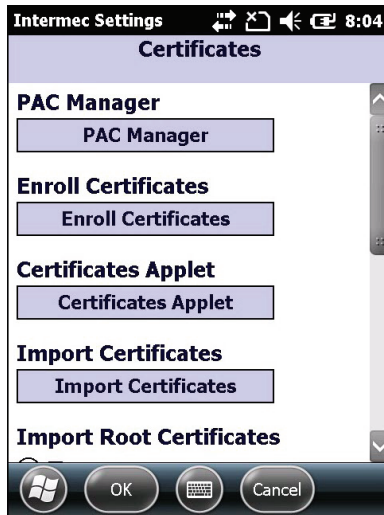 Intermec Settings 8:04
Certificates
PAC Manager
PAC Manager
Enroll Certificates
Enroll Certificates
Certificates Applet
Certificates Applet
Import Certificates
Import Certificates
Import Root Certificates
OK Cancel